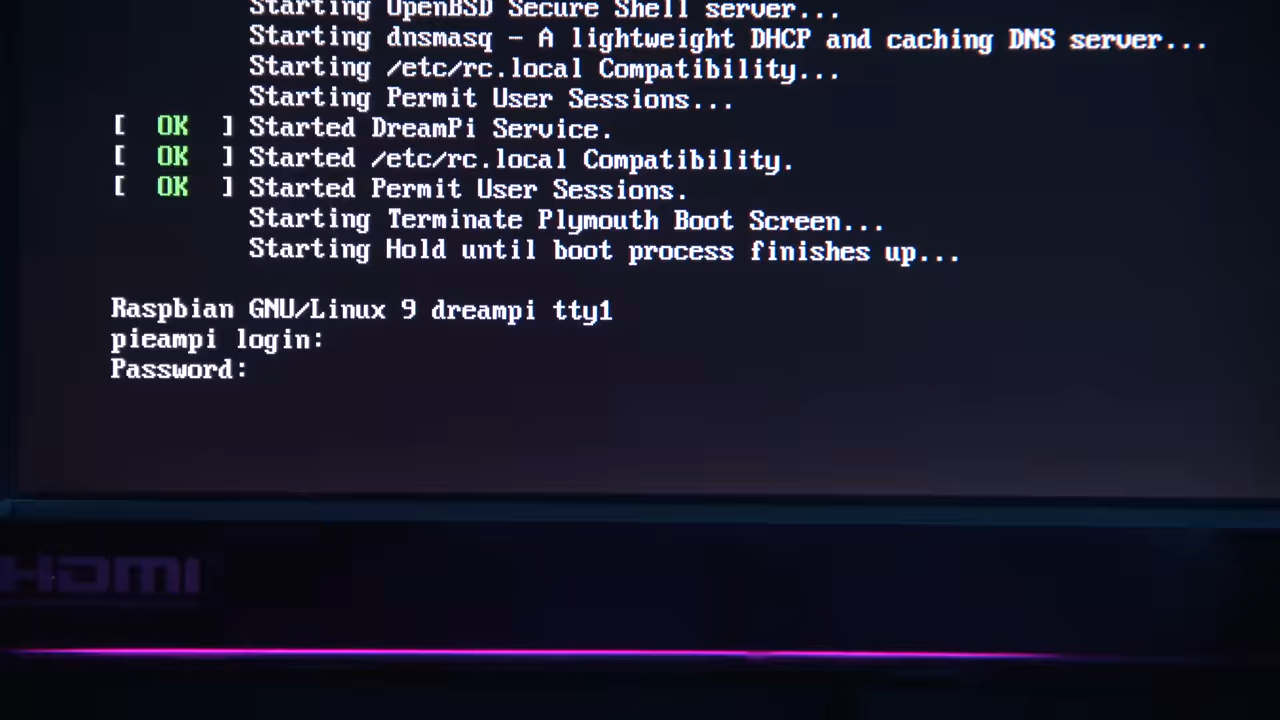 Starting OpenBSD Secure Shell server...
Starting dnsmasq - A lightweight DHCP and caching DNS server...
Starting /etc/rc.local Compatibility...
Starting Permit User Sessions...
[  OK  ] Started DreamPi Service.
[  OK  ] Started /etc/rc.local Compatibility.
[  OK  ] Started Permit User Sessions.
Starting Terminate Plymouth Boot Screen...
Starting Hold until boot process finishes up...
Raspbian GNU/Linux 9 dreampi tty1
pieampi login:
Password:
HDMI